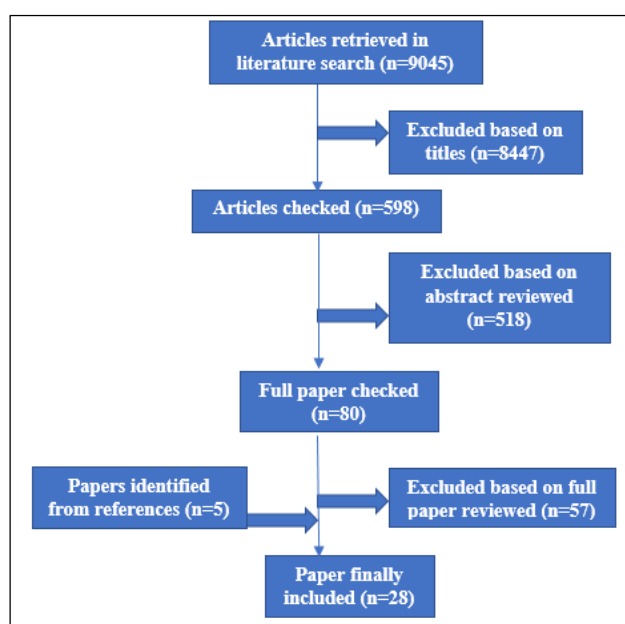 Articles retrieved in
literature search (n=9045)
Excluded based on
titles (n=8447)
Articles checked (n=598)
Excluded based on
abstract reviewed
(n=518)
Full paper checked
(n=80)
Papers identified
from references (n=5)
Excluded based on full
paper reviewed (n=57)
Paper finally
included (n=28)